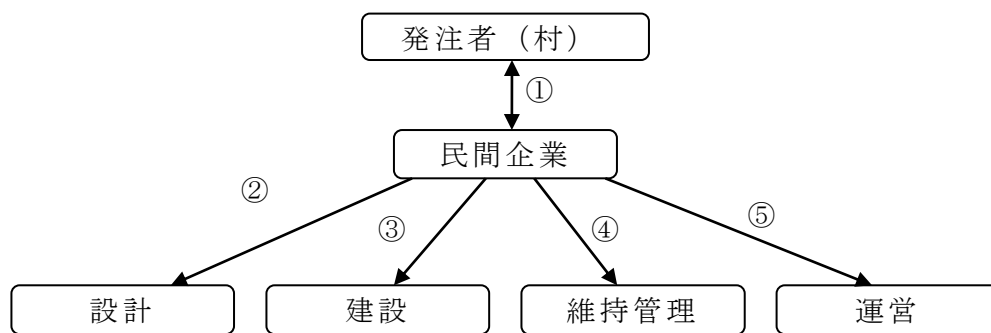 発注者（村）
①
民間企業
②
③
④
⑤
設計
建設
維持管理
運営